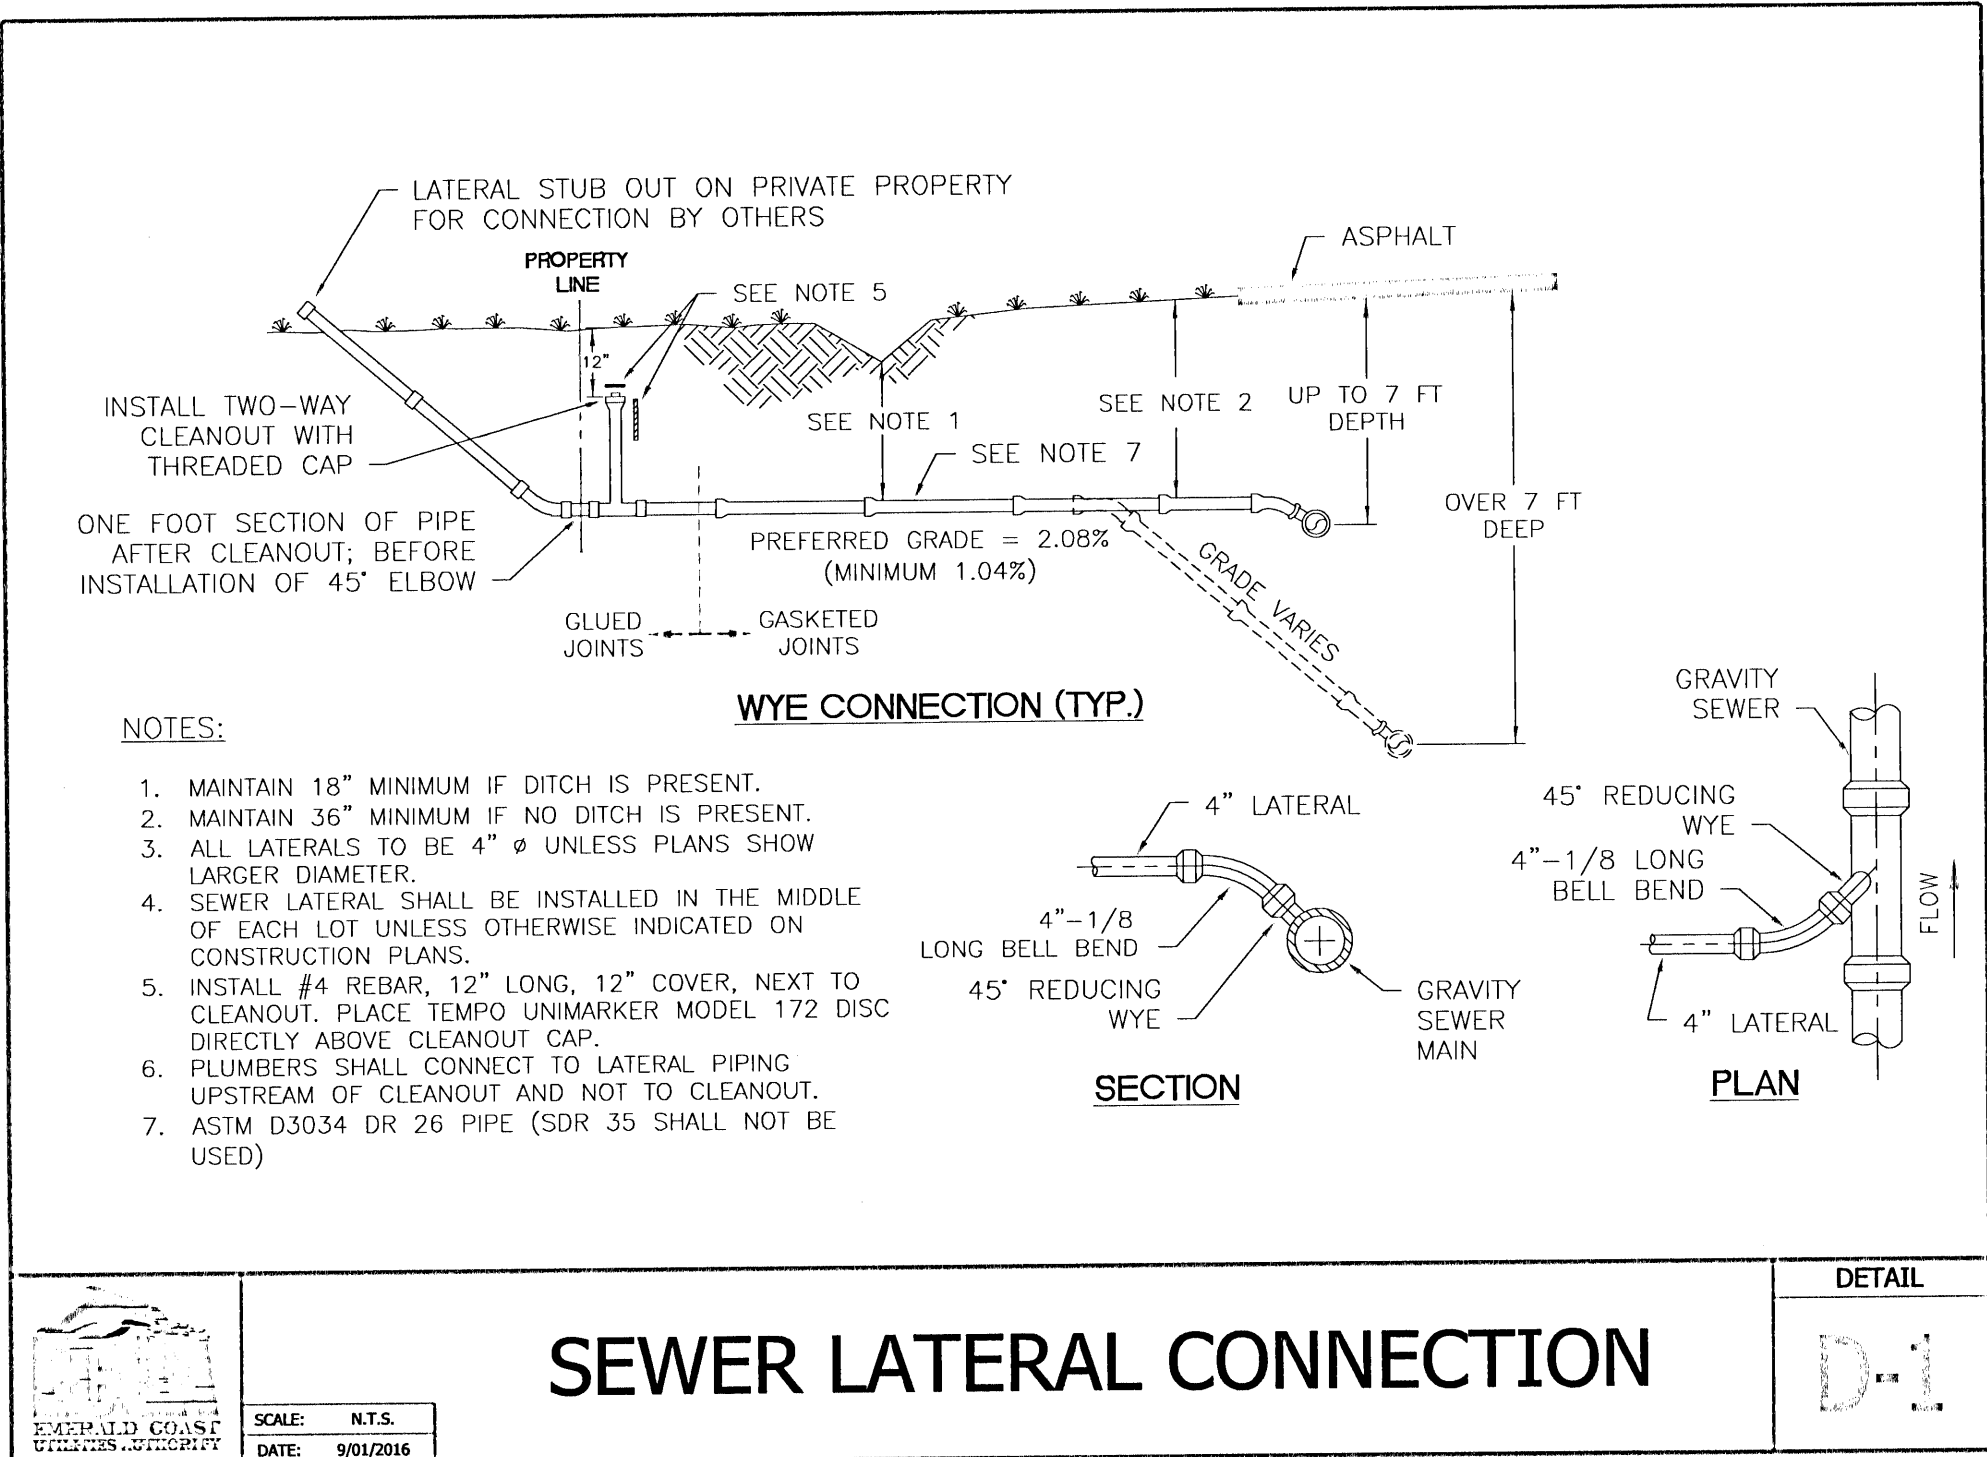 LATERAL STUB OUT ON PRIVATE PROPERTY
FOR CONNECTION BY OTHERS
PROPERTY
LINE
SEE NOTE 5
ASPHALT
12"
INSTALL TWO-WAY
CLEANOUT WITH
THREADED CAP
SEE NOTE 1
SEE NOTE 2
UP TO 7 FT
DEPTH
SEE NOTE 7
OVER 7 FT
DEEP
ONE FOOT SECTION OF PIPE
AFTER CLEANOUT; BEFORE
INSTALLATION OF 45° ELBOW
PREFERRED GRADE = 2.08%
(MINIMUM 1.04%)
GRADE VARIES
GLUED
JOINTS
GASKETED
JOINTS
WYE CONNECTION (TYP.)
NOTES:
1. MAINTAIN 18" MINIMUM IF DITCH IS PRESENT.
2. MAINTAIN 36" MINIMUM IF NO DITCH IS PRESENT.
3. ALL LATERALS TO BE 4" ø UNLESS PLANS SHOW
LARGER DIAMETER.
4. SEWER LATERAL SHALL BE INSTALLED IN THE MIDDLE
OF EACH LOT UNLESS OTHERWISE INDICATED ON
CONSTRUCTION PLANS.
5. INSTALL #4 REBAR, 12" LONG, 12" COVER, NEXT TO
CLEANOUT. PLACE TEMPO UNIMARKER MODEL 172 DISC
DIRECTLY ABOVE CLEANOUT CAP.
6. PLUMBERS SHALL CONNECT TO LATERAL PIPING
UPSTREAM OF CLEANOUT AND NOT TO CLEANOUT.
7. ASTM D3034 DR 26 PIPE (SDR 35 SHALL NOT BE
USED)
4" LATERAL
4"-1/8
LONG BELL BEND
45° REDUCING
WYE
GRAVITY
SEWER
MAIN
SECTION
GRAVITY
SEWER
45° REDUCING
WYE
4"-1/8 LONG
BELL BEND
FLOW
4" LATERAL
PLAN
EMERALD COAST
UTILITIES AUTHORITY
SCALE: N.T.S.
DATE: 9/01/2016
SEWER LATERAL CONNECTION
DETAIL
D-1